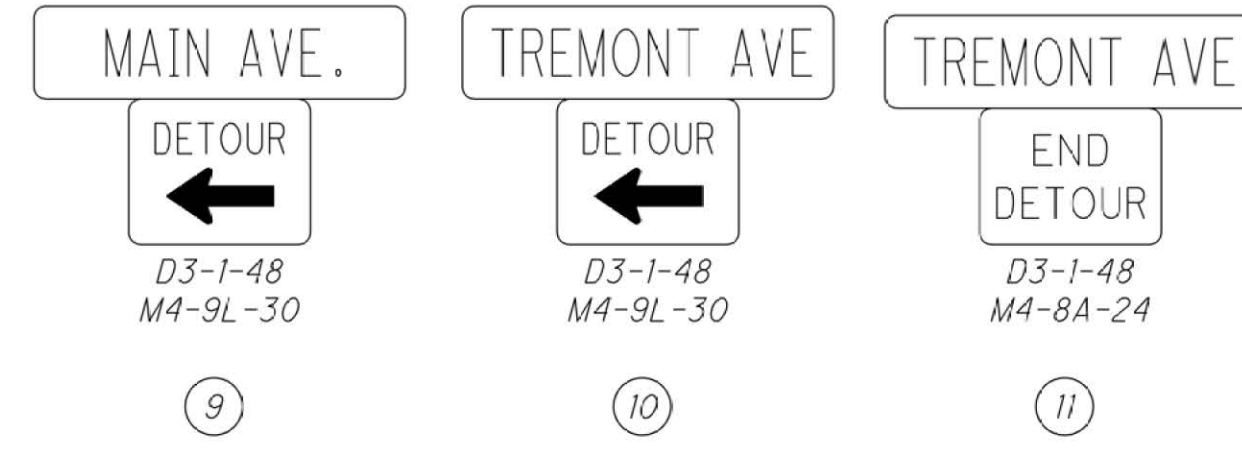 MAIN AVE.
DETOUR
D3-1-48
M4-9L-30
9
TREMONT AVE
DETOUR
D3-1-48
M4-9L-30
10
TREMONT AVE
END
DETOUR
D3-1-48
M4-8A-24
11